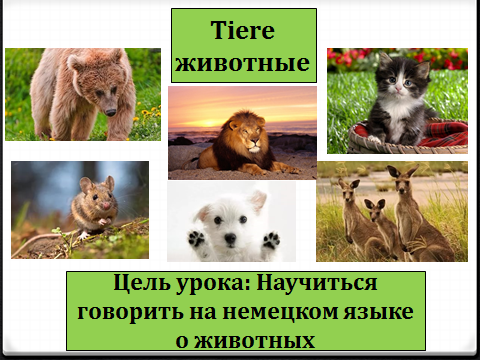 Tiere
животные
Цель урока: Научиться
говорить на немецком языке
о животных